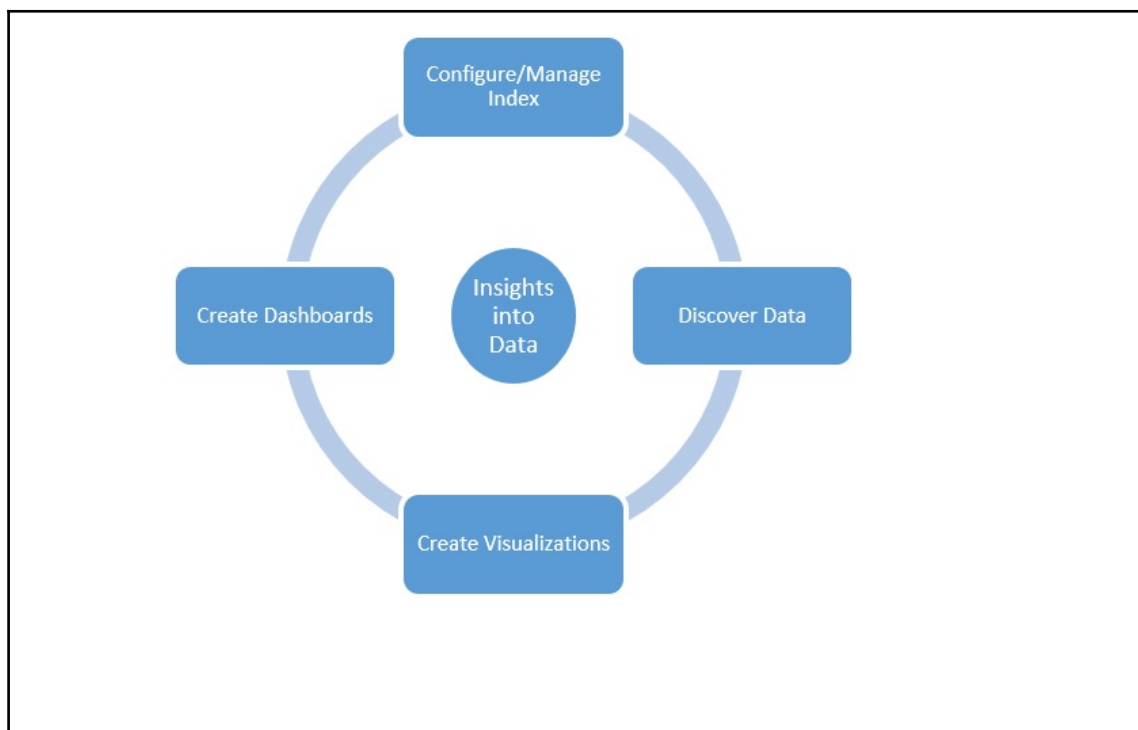 Configure/Manage
Index
Create Dashboards
Insights
into
Data
Discover Data
Create Visualizations